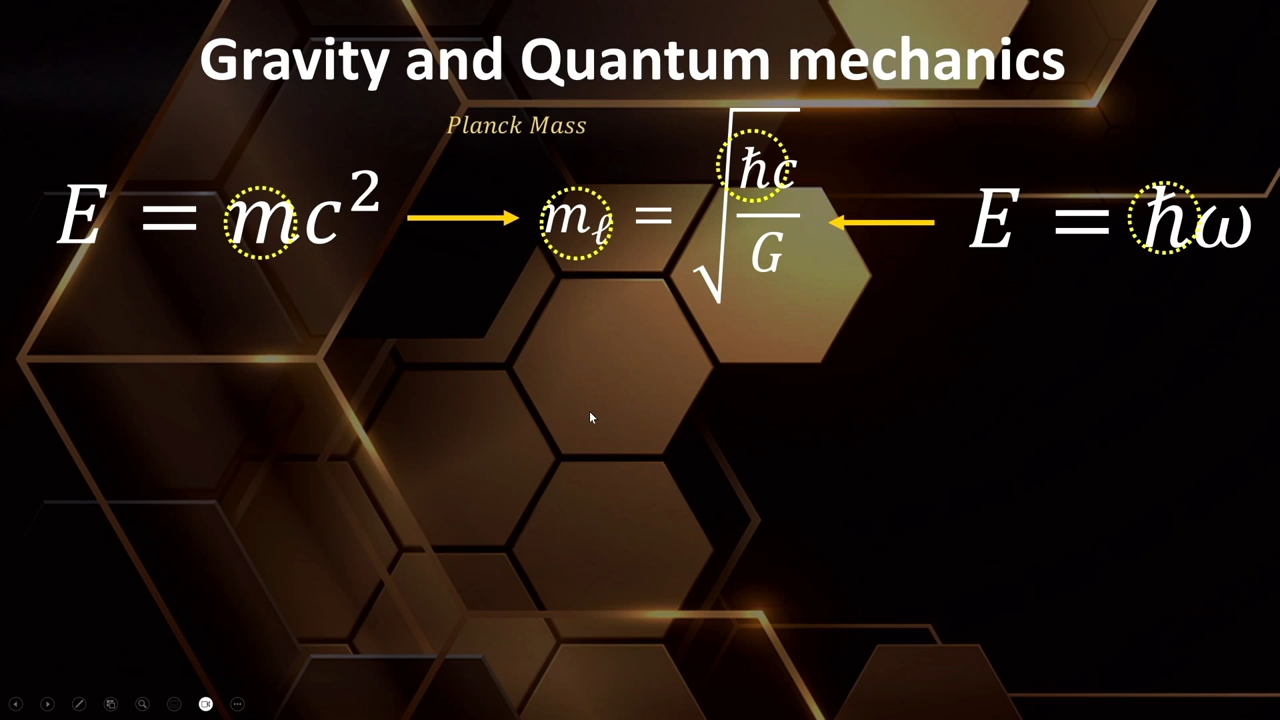 Gravity and Quantum mechanics
Planck Mass
E = mc² → m_ℓ = √(ħc/G) ← E = ħω